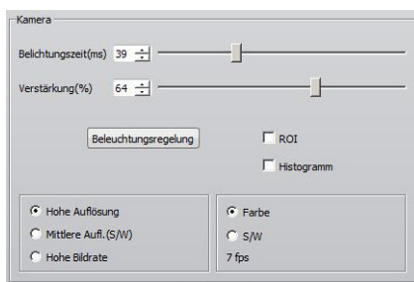 Kamera
Belichtungszeit(ms) 39
Verstärkung(%) 64
Beleuchtungsregelung
ROI
Histogramm
Hohe Auflösung
Mittlere Aufl.(S/W)
Hohe Bildrate
Farbe
S/W
7 fps